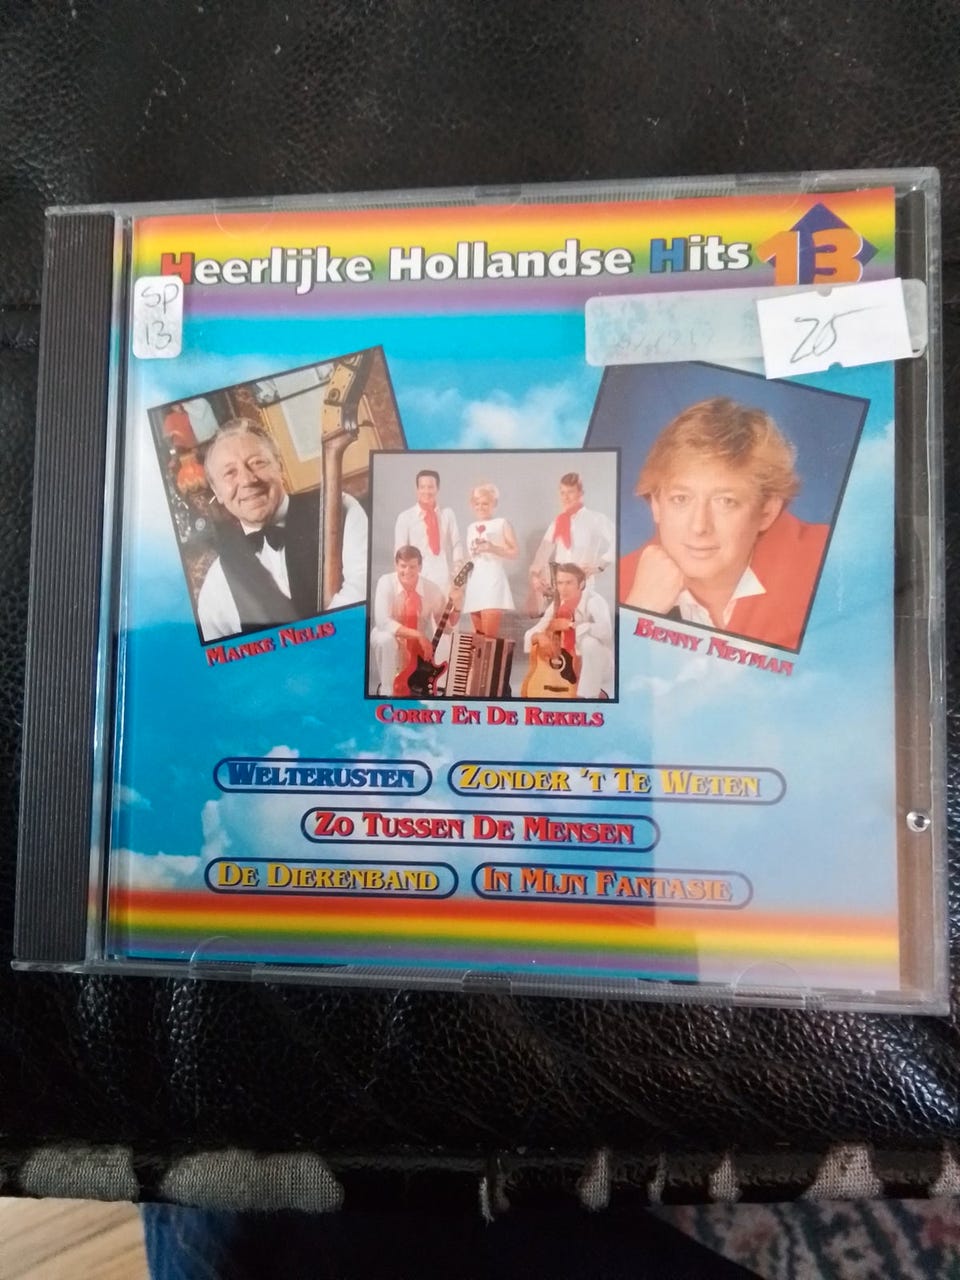 Heerlijke Hollandse Hits 13
SP
13
25
MANKE NELIS
CORRY EN DE REKELS
BENNY NEYMAN
WELTERUSTEN
ZONDER 'T TE WETEN
ZO TUSSEN DE MENSEN
DE DIERENBAND
IN MIJN FANTASIE